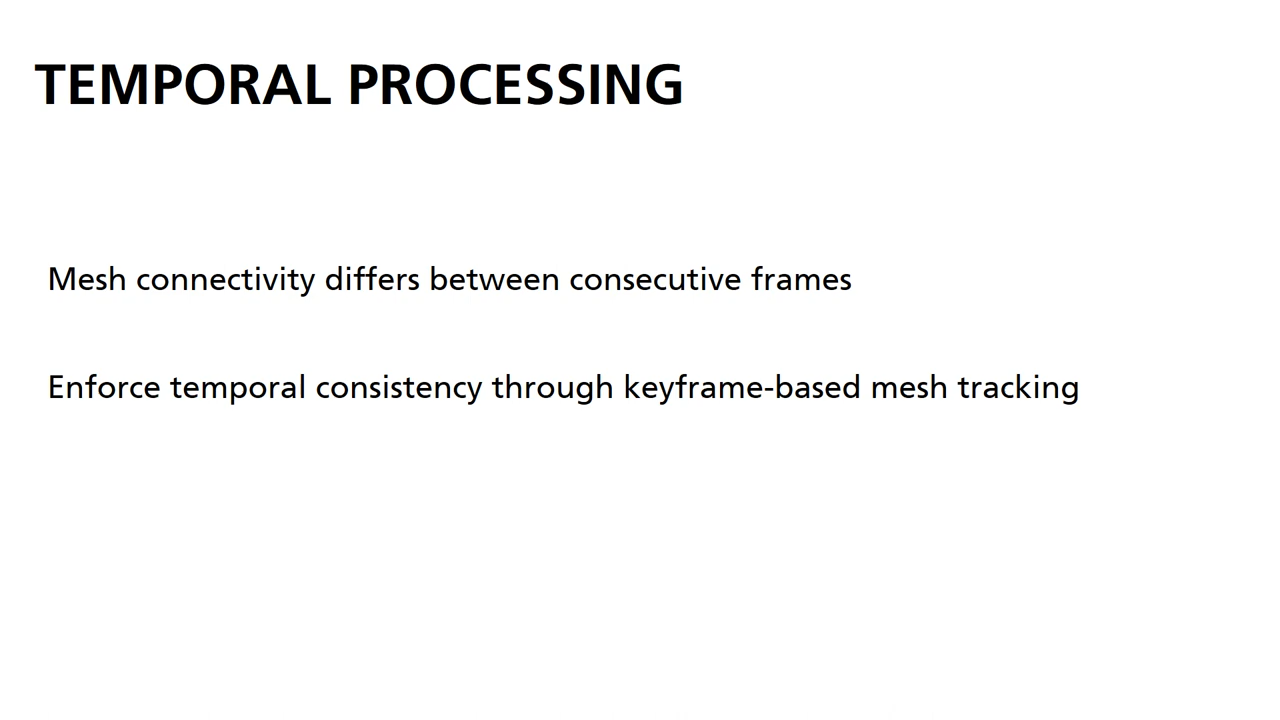 TEMPORAL PROCESSING
Mesh connectivity differs between consecutive frames
Enforce temporal consistency through keyframe-based mesh tracking